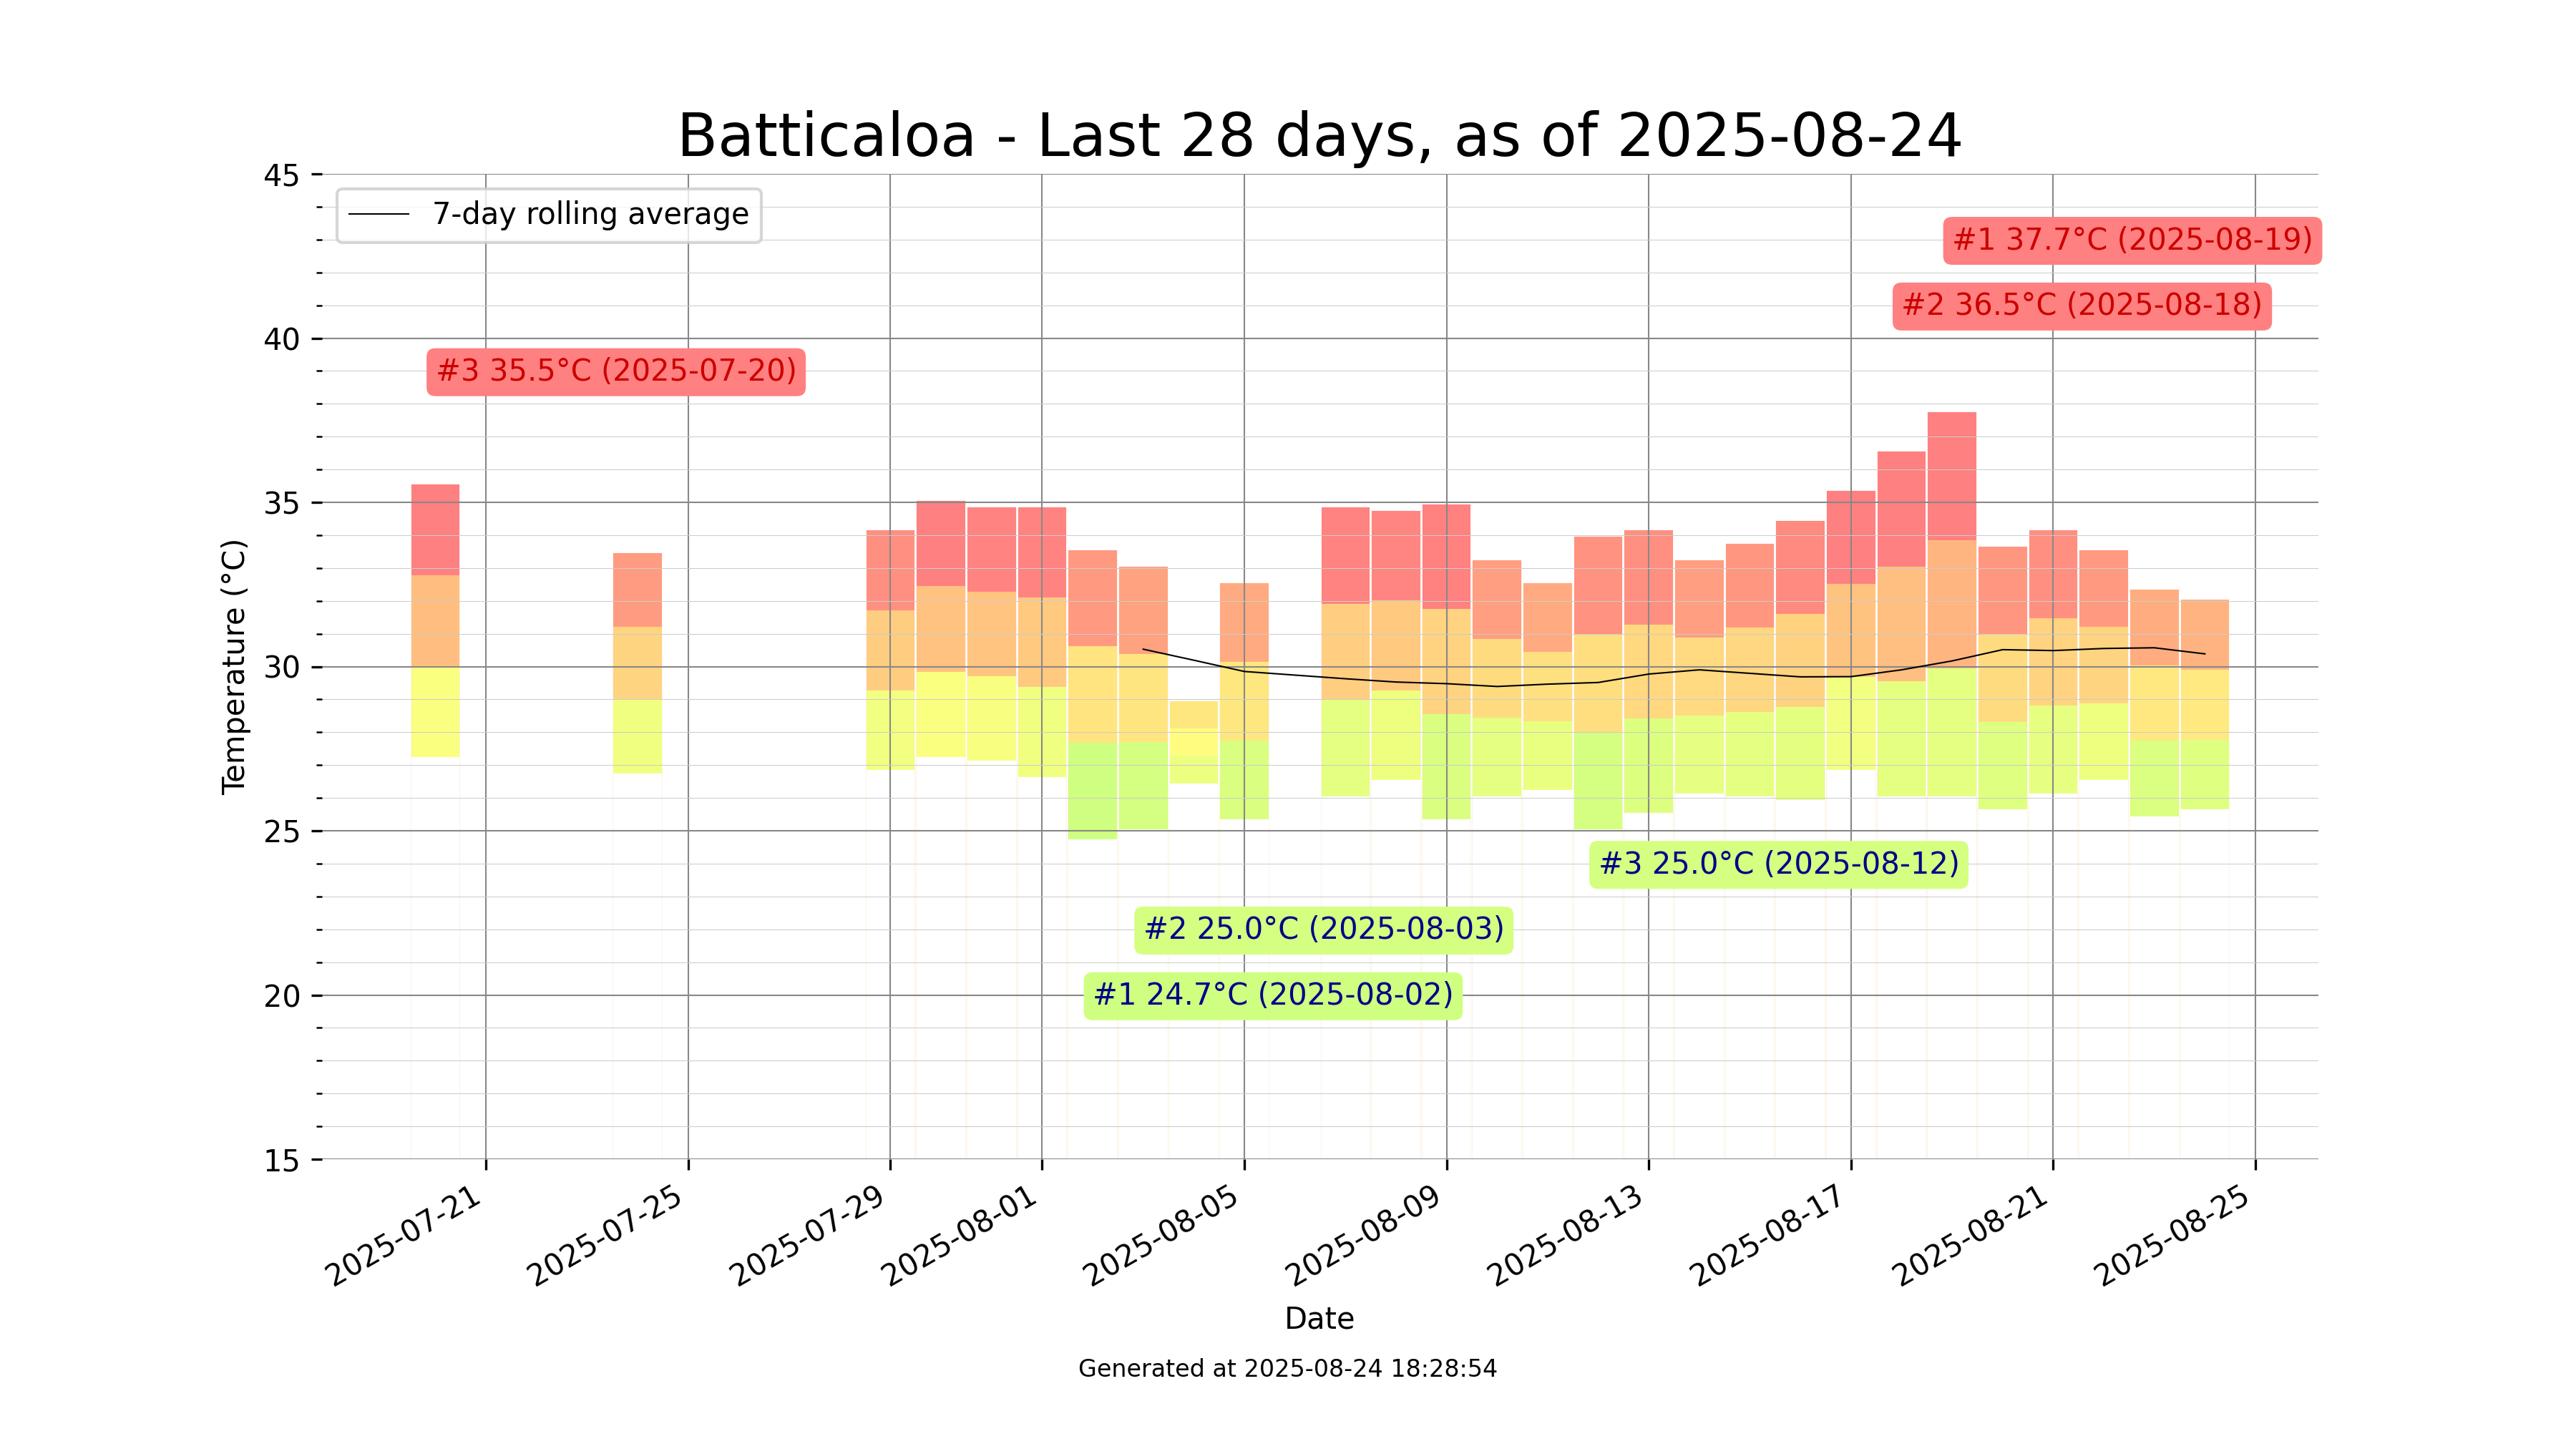 Batticaloa - Last 28 days, as of 2025-08-24
7-day rolling average
#1 37.7°C (2025-08-19)
#2 36.5°C (2025-08-18)
#3 35.5°C (2025-07-20)
#3 25.0°C (2025-08-12)
#2 25.0°C (2025-08-03)
#1 24.7°C (2025-08-02)
Temperature (°C)
45
40
35
30
25
20
15
2025-07-21
2025-07-25
2025-07-29
2025-08-01
2025-08-05
2025-08-09
2025-08-13
2025-08-17
2025-08-21
2025-08-25
Date
Generated at 2025-08-24 18:28:54